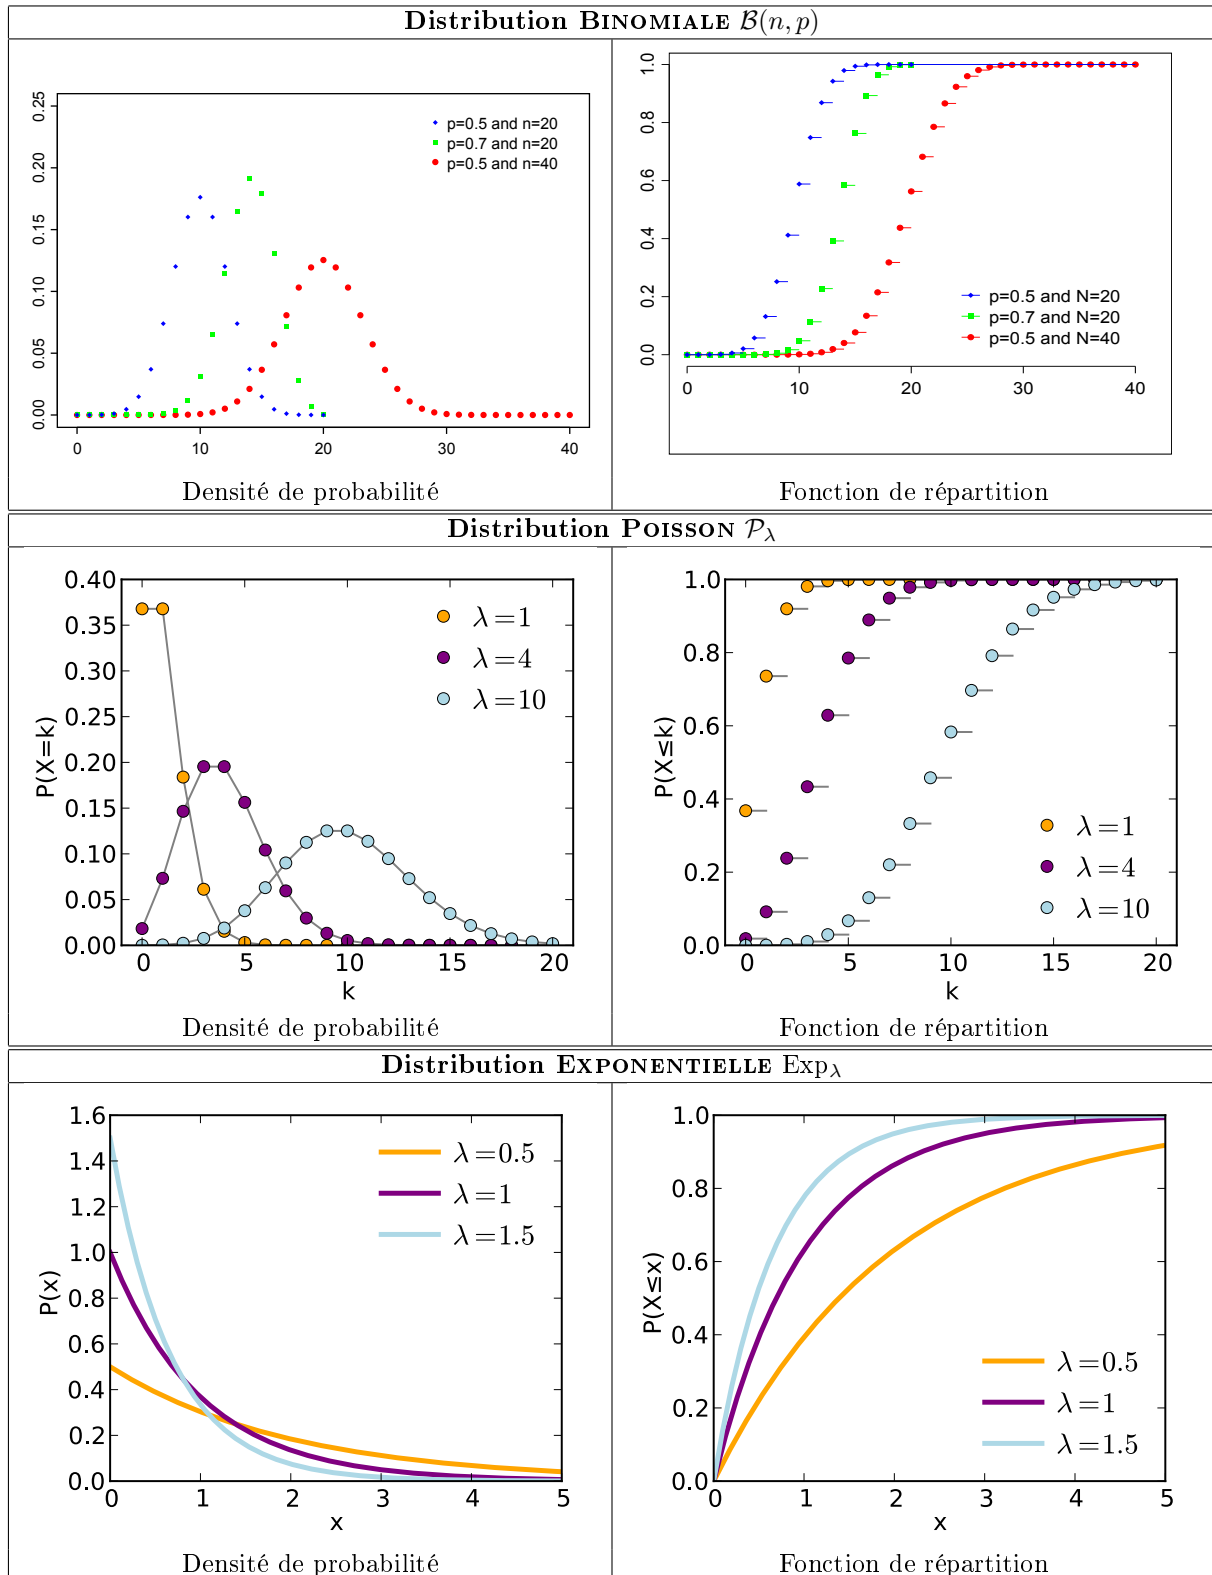 Distribution BINOMIALE B(n, p)
0.25
0.20
0.15
0.10
0.05
0.00
p=0.5 and n=20
p=0.7 and n=20
p=0.5 and n=40
0 10 20 30 40
Densité de probabilité
1.0
0.8
0.6
0.4
0.2
0.0
p=0.5 and N=20
p=0.7 and N=20
p=0.5 and N=40
0 10 20 30 40
Fonction de répartition
Distribution POISSON 𝒫λ
0.40
0.35
0.30
0.25
0.20
0.15
0.10
0.05
0.00
P(X=k)
λ=1
λ=4
λ=10
0 5 10 15 20
k
Densité de probabilité
1.0
0.8
0.6
0.4
0.2
0.0
P(X≤k)
λ=1
λ=4
λ=10
0 5 10 15 20
k
Fonction de répartition
Distribution EXPONENTIELLE Expλ
1.6
1.4
1.2
1.0
0.8
0.6
0.4
0.2
0.0
P(x)
λ=0.5
λ=1
λ=1.5
0 1 2 3 4 5
x
Densité de probabilité
1.0
0.8
0.6
0.4
0.2
0.0
P(X≤x)
λ=0.5
λ=1
λ=1.5
0 1 2 3 4 5
x
Fonction de répartition